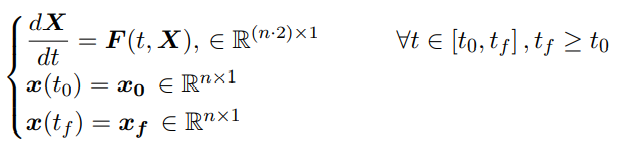 dX/dt = F(t, X), ∈ ℝ^{(n·2)×1} ∀t ∈ [t₀, t_f] , t_f ≥ t₀
x(t₀) = x₀ ∈ ℝ^{n×1}
x(t_f) = x_f ∈ ℝ^{n×1}